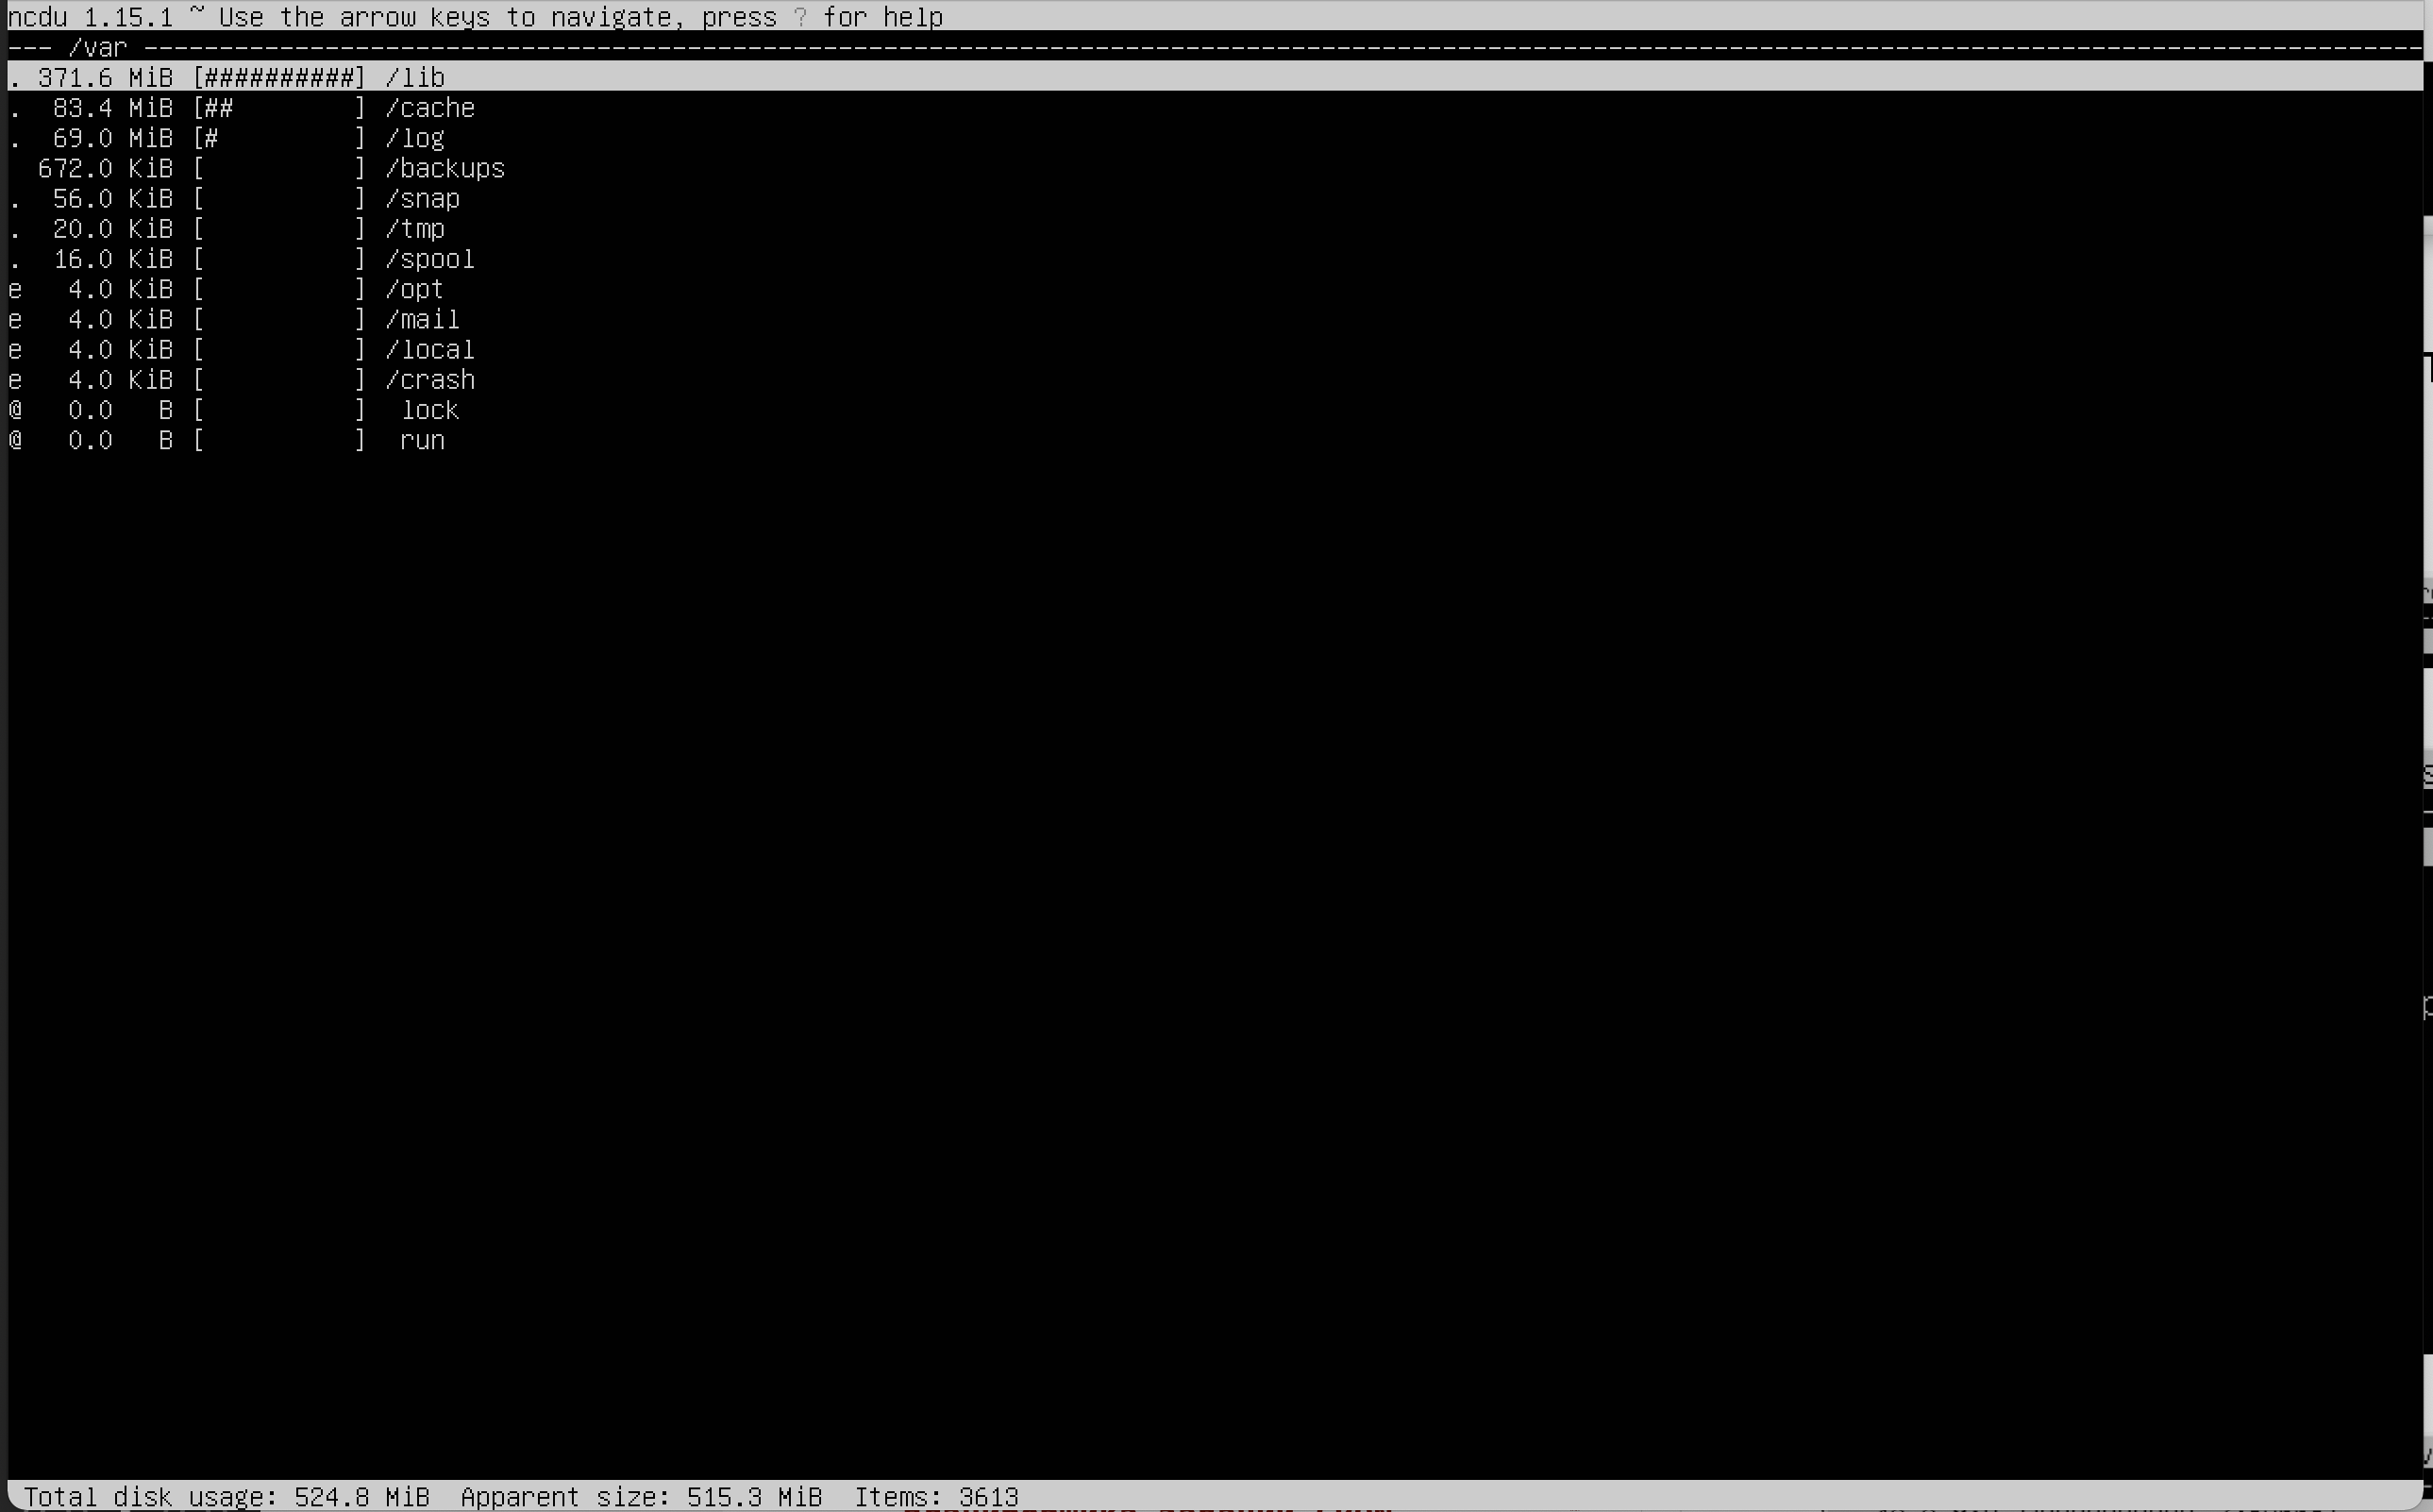 ncdu 1.15.1 ~ Use the arrow keys to navigate, press ? for help
--- /var ----------------------------------------------------------------------------------------------------------------------------------------------------------
. 371.6 MiB [##########] /lib
.  83.4 MiB [##        ] /cache
.  69.0 MiB [#         ] /log
  672.0 KiB [          ] /backups
.  56.0 KiB [          ] /snap
.  20.0 KiB [          ] /tmp
.  16.0 KiB [          ] /spool
e   4.0 KiB [          ] /opt
e   4.0 KiB [          ] /mail
e   4.0 KiB [          ] /local
e   4.0 KiB [          ] /crash
@   0.0   B [          ]  lock
@   0.0   B [          ]  run
Total disk usage: 524.8 MiB  Apparent size: 515.3 MiB  Items: 3613